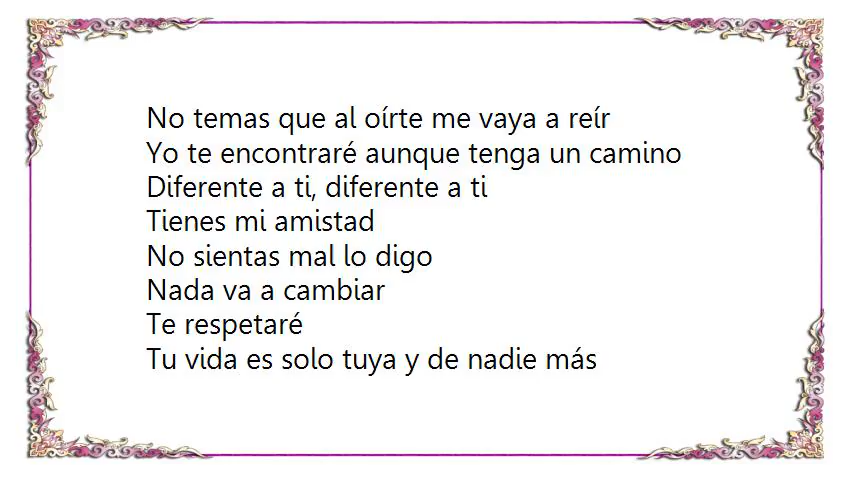 No temas que al oírte me vaya a reír
Yo te encontraré aunque tenga un camino
Diferente a ti, diferente a ti
Tienes mi amistad
No sientas mal lo digo
Nada va a cambiar
Te respetaré
Tu vida es solo tuya y de nadie más